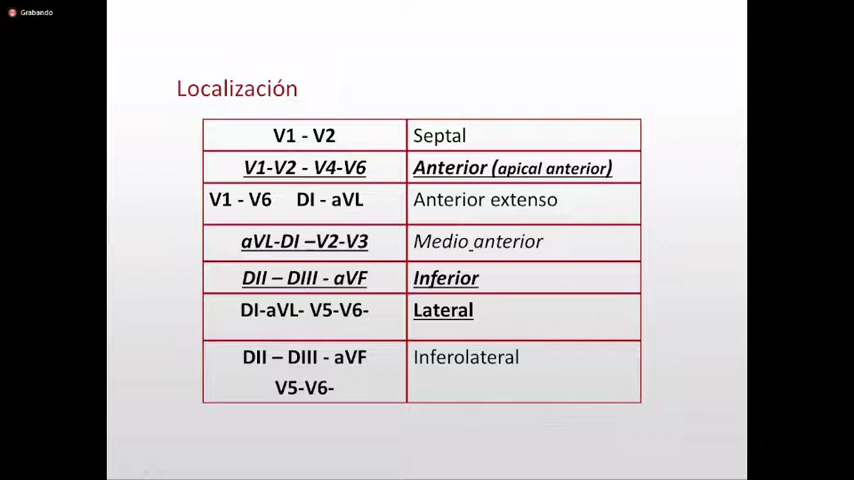 Grabando
Localización
V1 - V2 Septal
V1-V2 - V4-V6 Anterior (apical anterior)
V1 - V6 DI - aVL Anterior extenso
aVL-DI –V2-V3 Medio anterior
DII – DIII - aVF Inferior
DI-aVL- V5-V6- Lateral
DII – DIII - aVF Inferolateral
V5-V6-